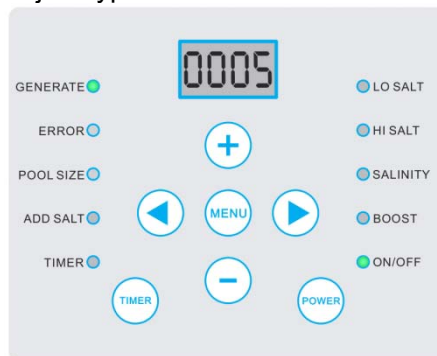 0005
GENERATE
LO SALT
ERROR
HI SALT
+
POOL SIZE
SALINITY
MENU
ADD SALT
BOOST
TIMER
ON/OFF
−
TIMER
POWER